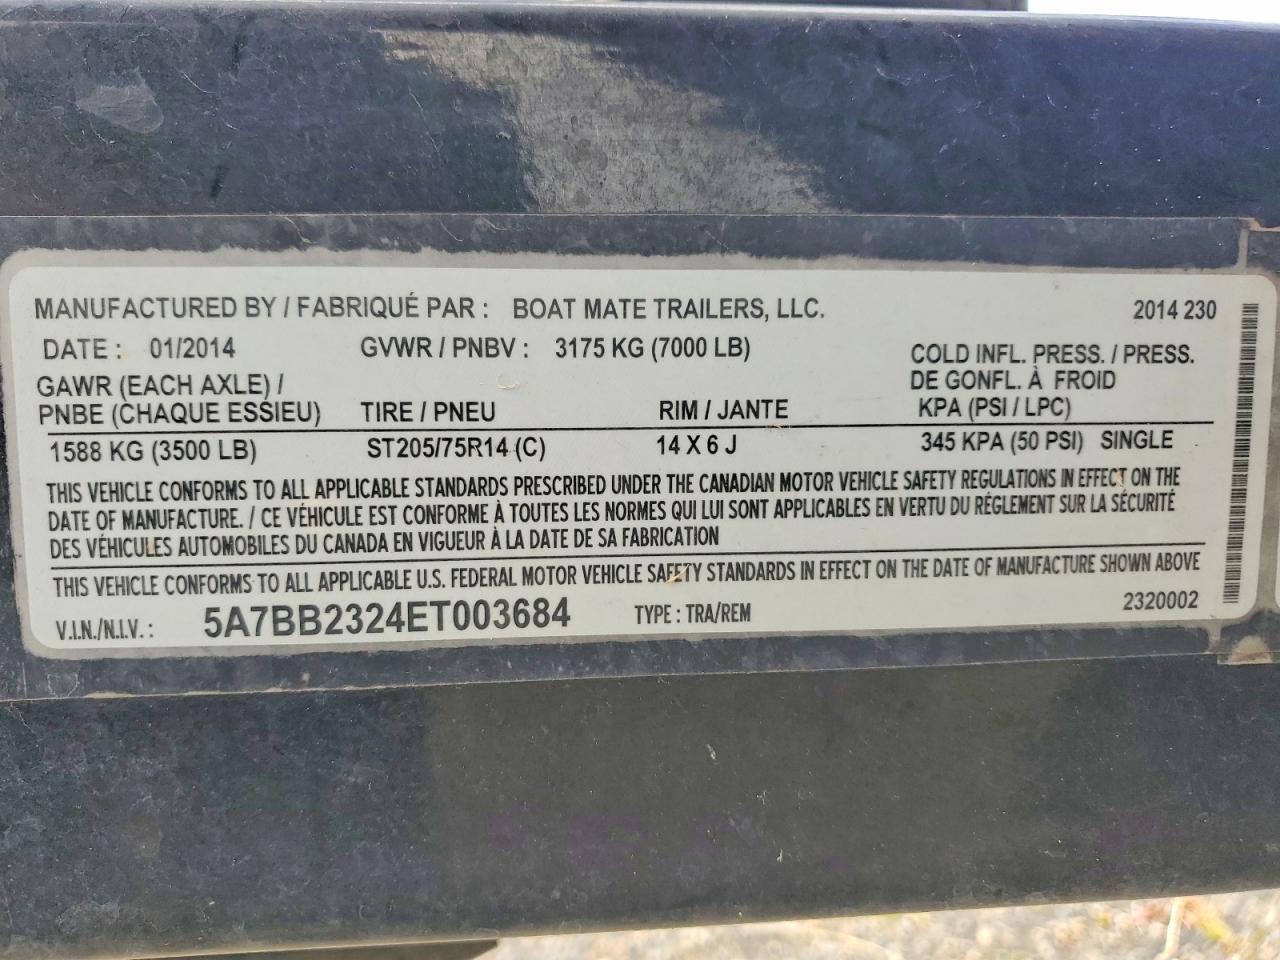 MANUFACTURED BY / FABRIQUÉ PAR : BOAT MATE TRAILERS, LLC. 2014 230
DATE : 01/2014 GVWR / PNBV : 3175 KG (7000 LB)
COLD INFL. PRESS. / PRESS.
GAWR (EACH AXLE) / DE GONFL. À FROID
PNBE (CHAQUE ESSIEU) TIRE / PNEU RIM / JANTE KPA (PSI / LPC)
1588 KG (3500 LB) ST205/75R14 (C) 14 X 6 J 345 KPA (50 PSI) SINGLE
THIS VEHICLE CONFORMS TO ALL APPLICABLE STANDARDS PRESCRIBED UNDER THE CANADIAN MOTOR VEHICLE SAFETY REGULATIONS IN EFFECT ON THE
DATE OF MANUFACTURE. / CE VÉHICULE EST CONFORME À TOUTES LES NORMES QUI LUI SONT APPLICABLES EN VERTU DU RÉGLEMENT SUR LA SÉCURITÉ
DES VÉHICULES AUTOMOBILES DU CANADA EN VIGUEUR À LA DATE DE SA FABRICATION
THIS VEHICLE CONFORMS TO ALL APPLICABLE U.S. FEDERAL MOTOR VEHICLE SAFETY STANDARDS IN EFFECT ON THE DATE OF MANUFACTURE SHOWN ABOVE
V.I.N./N.I.V. : 5A7BB2324ET003684 TYPE : TRA/REM 2320002